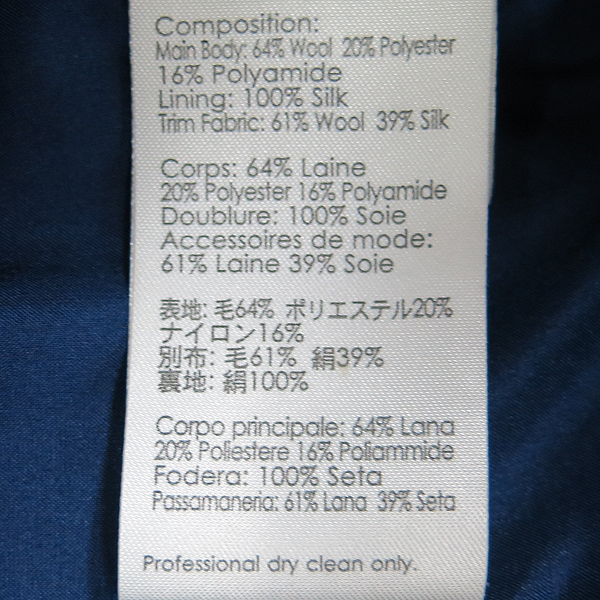 Composition:
Main Body: 64% Wool 20% Polyester
16% Polyamide
Lining: 100% Silk
Trim Fabric: 61% Wool 39% Silk
Corps: 64% Laine
20% Polyester 16% Polyamide
Doublure: 100% Soie
Accessoires de mode:
61% Laine 39% Soie
表地: 毛64% ポリエステル20%
ナイロン16%
別布: 毛61% 絹39%
裏地: 絹100%
Corpo principale: 64% Lana
20% Poliestere 16% Poliammide
Fodera: 100% Seta
Passamaneria: 61% Lana 39% Seta
Professional dry clean only.